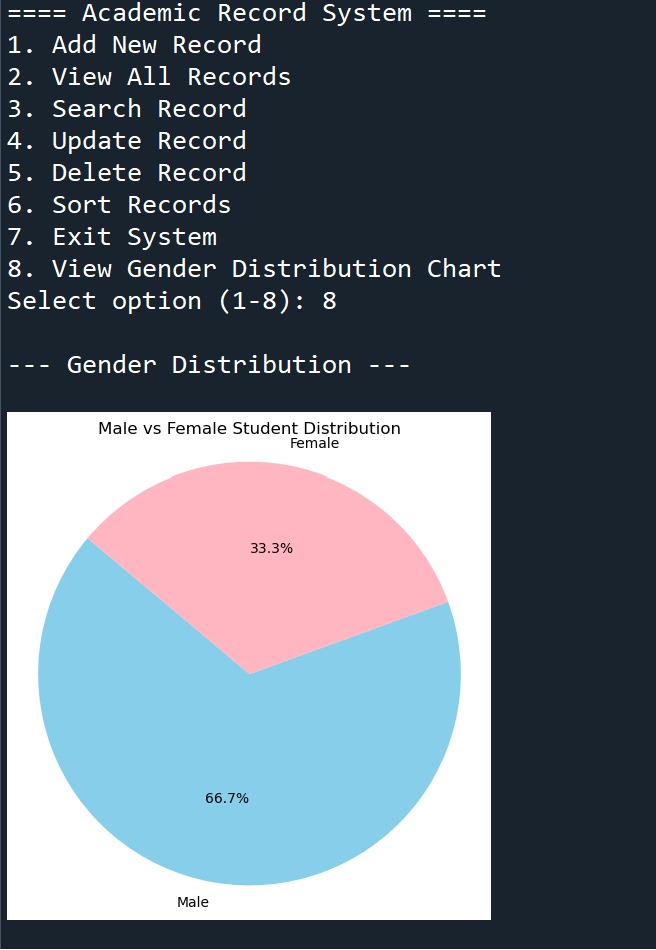 ==== Academic Record System ====
1. Add New Record
2. View All Records
3. Search Record
4. Update Record
5. Delete Record
6. Sort Records
7. Exit System
8. View Gender Distribution Chart
Select option (1-8): 8
--- Gender Distribution ---
Male vs Female Student Distribution
Female
33.3%
66.7%
Male